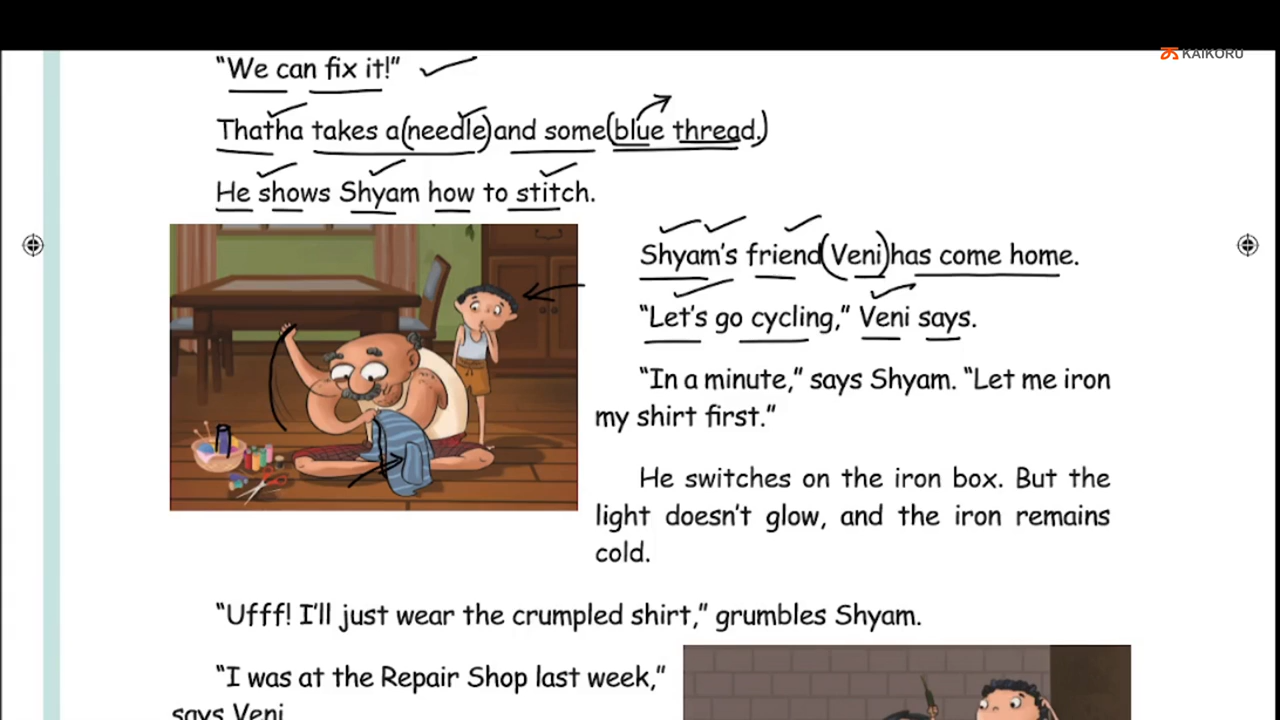 KAIKORU
"We can fix it!"
Thatha takes a (needle) and some (blue thread.)
He shows Shyam how to stitch.
Shyam's friend (Veni) has come home.
"Let's go cycling," Veni says.
"In a minute," says Shyam. "Let me iron
my shirt first."
He switches on the iron box. But the
light doesn't glow, and the iron remains
cold.
"Ufff! I'll just wear the crumpled shirt," grumbles Shyam.
"I was at the Repair Shop last week,"
says Veni